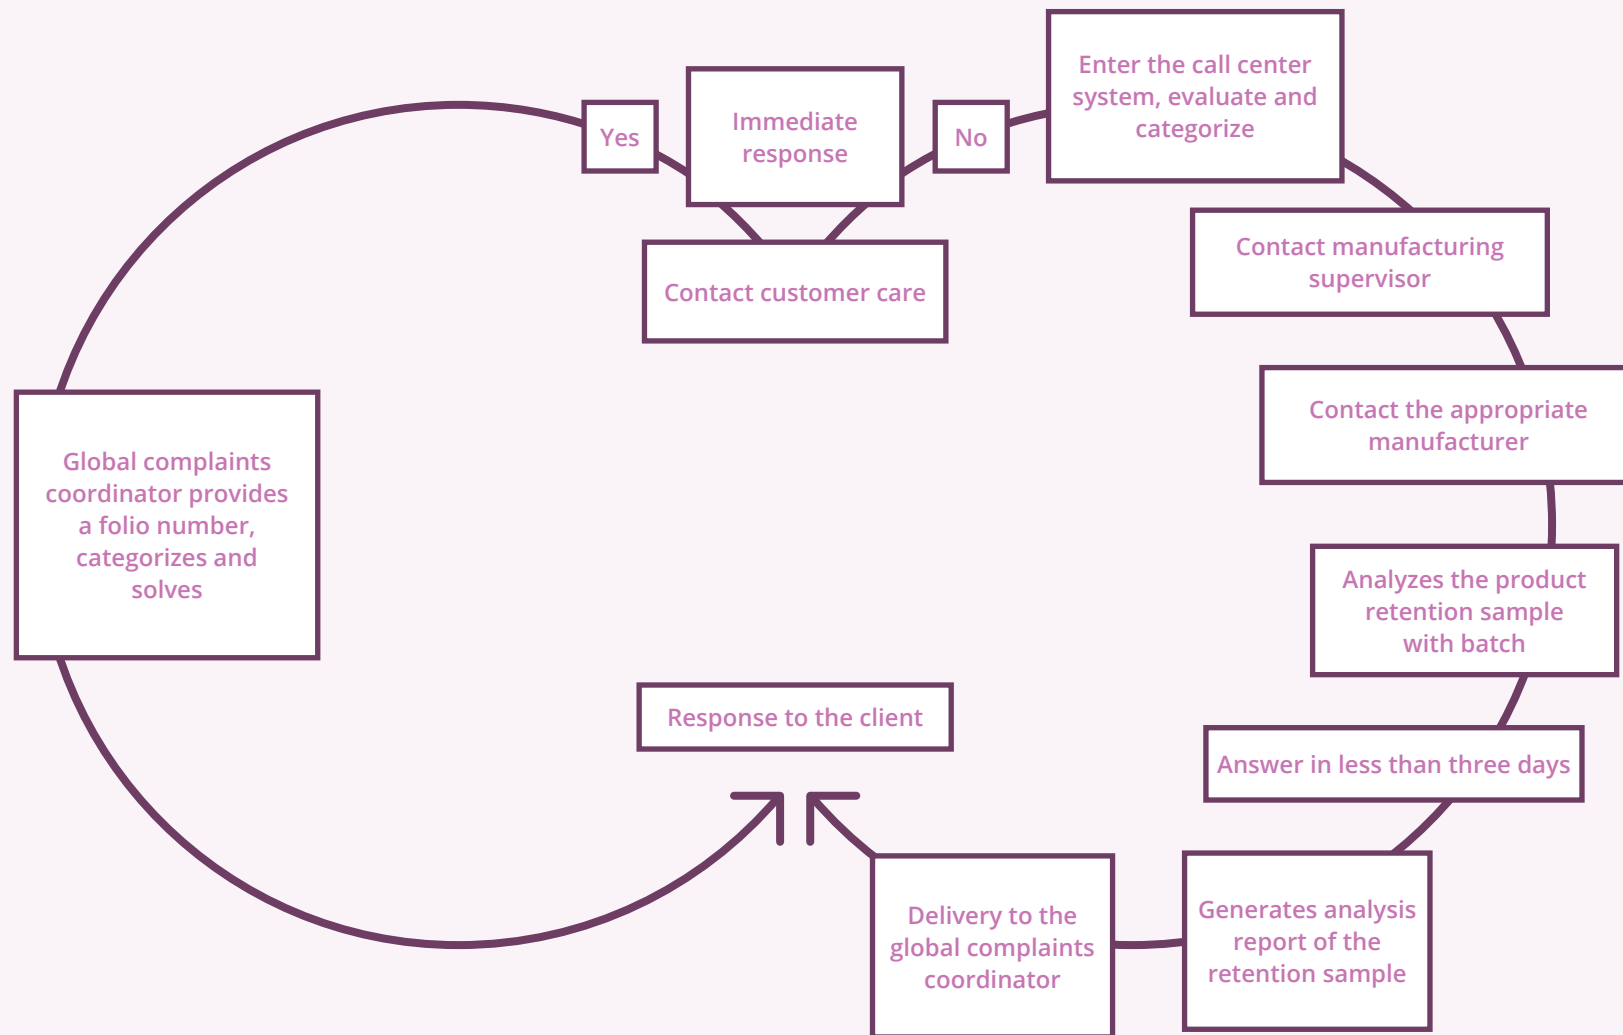 Contact customer care
Immediate
response
Yes
Global complaints
coordinator provides
a folio number,
categorizes and
solves
No
Enter the call center
system, evaluate and
categorize
Contact manufacturing
supervisor
Contact the appropriate
manufacturer
Analyzes the product
retention sample
with batch
Answer in less than three days
Generates analysis
report of the
retention sample
Delivery to the
global complaints
coordinator
Response to the client